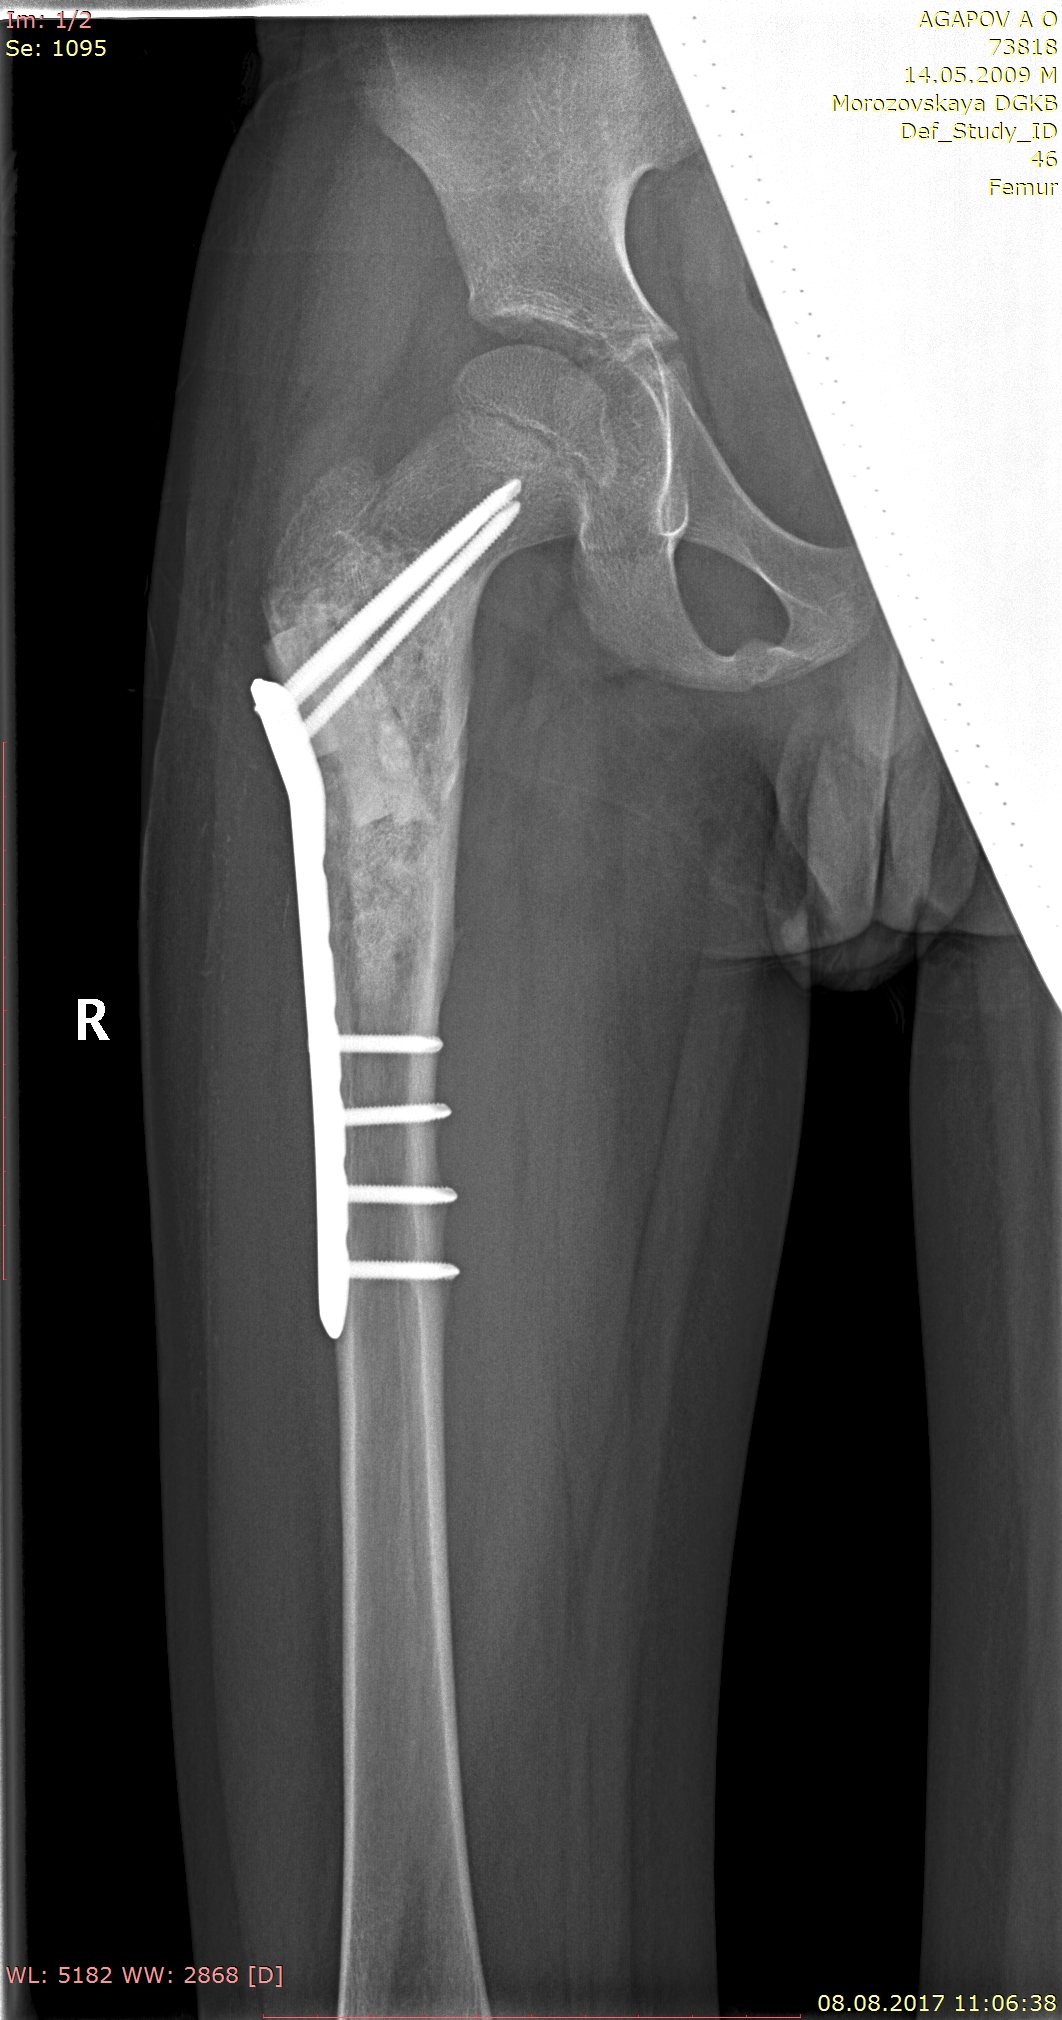 Im: 1/2
Se: 1095
AGAPOV A O
73818
14.05.2009 M
Morozovskaya DGKB
Def_Study_ID
46
Femur
R
WL: 5182 WW: 2868 [D]
08.08.2017 11:06:38